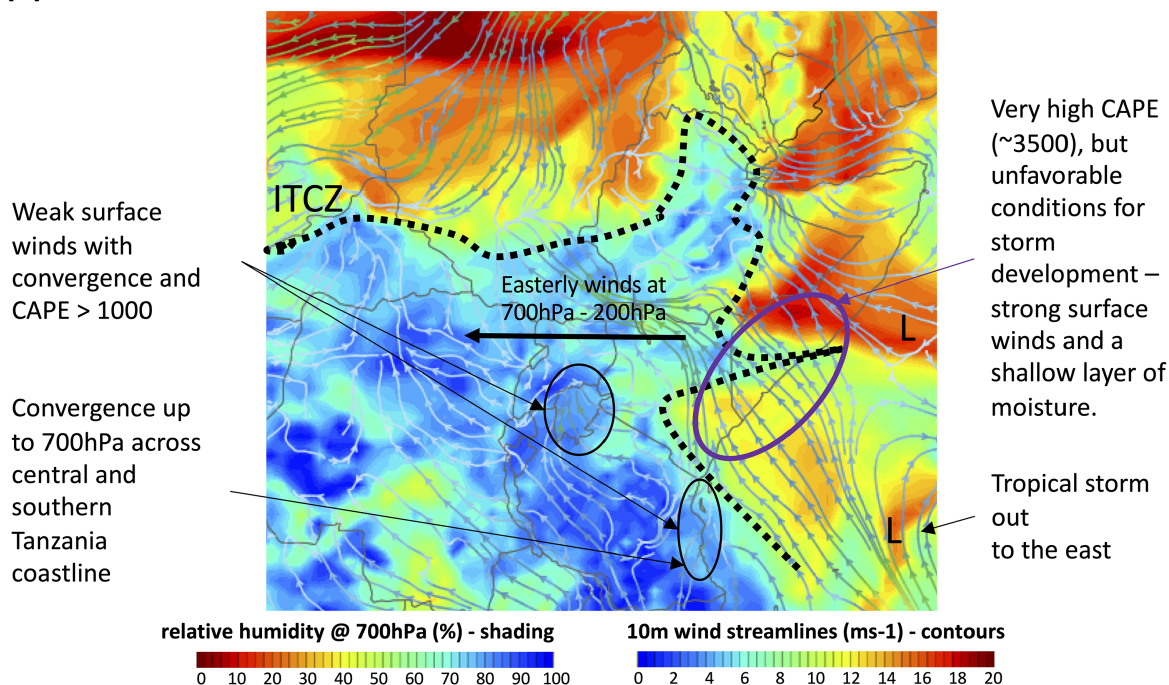 Very high CAPE
(~3500), but
unfavorable
conditions for
storm
development –
strong surface
winds and a
shallow layer of
moisture.
ITCZ
Weak surface
winds with
convergence and
CAPE > 1000
Easterly winds at
700hPa - 200hPa
L
Convergence up
to 700hPa across
central and
southern
Tanzania
coastline
Tropical storm
out
to the east
L
relative humidity @ 700hPa (%) - shading
0 10 20 30 40 50 60 70 80 90 100
10m wind streamlines (ms-1) - contours
0 2 4 6 8 10 12 14 16 18 20